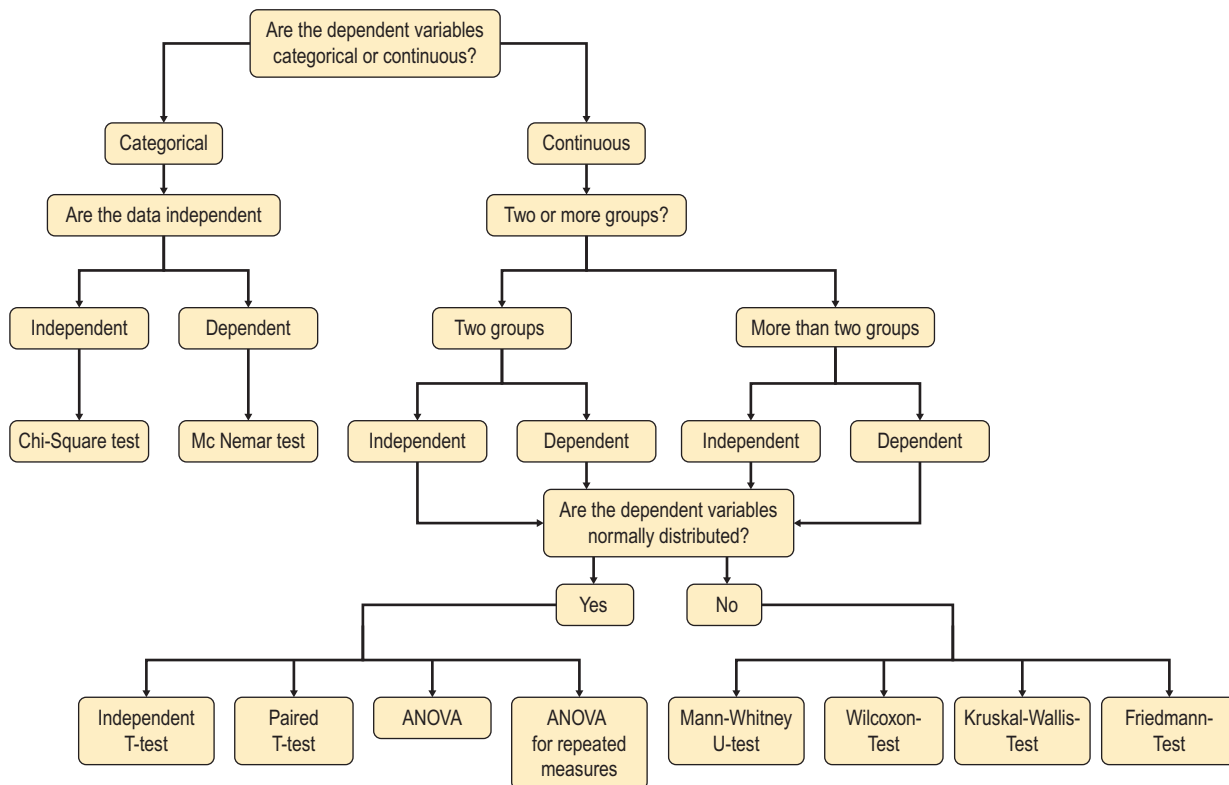 Are the dependent variables
categorical or continuous?
Categorical
Continuous
Are the data independent
Two or more groups?
Independent
Dependent
Two groups
More than two groups
Chi-Square test
Mc Nemar test
Independent
Dependent
Independent
Dependent
Are the dependent variables
normally distributed?
Yes
No
Independent
T-test
Paired
T-test
ANOVA
ANOVA
for repeated
measures
Mann-Whitney
U-test
Wilcoxon-
Test
Kruskal-Wallis-
Test
Friedmann-
Test